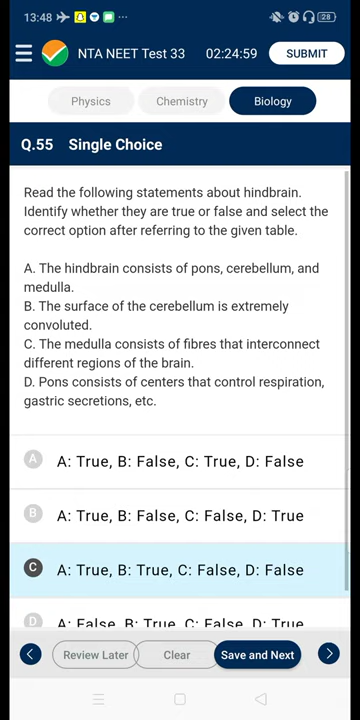 13:48 ... 28
NTA NEET Test 33 02:24:59 SUBMIT
Physics Chemistry Biology
Q.55 Single Choice
Read the following statements about hindbrain.
Identify whether they are true or false and select the
correct option after referring to the given table.
A. The hindbrain consists of pons, cerebellum, and
medulla.
B. The surface of the cerebellum is extremely
convoluted.
C. The medulla consists of fibres that interconnect
different regions of the brain.
D. Pons consists of centers that control respiration,
gastric secretions, etc.
A A: True, B: False, C: True, D: False
B A: True, B: False, C: False, D: True
C A: True, B: True, C: False, D: False
D A: False, B: True, C: False, D: True
< Review Later Clear Save and Next >